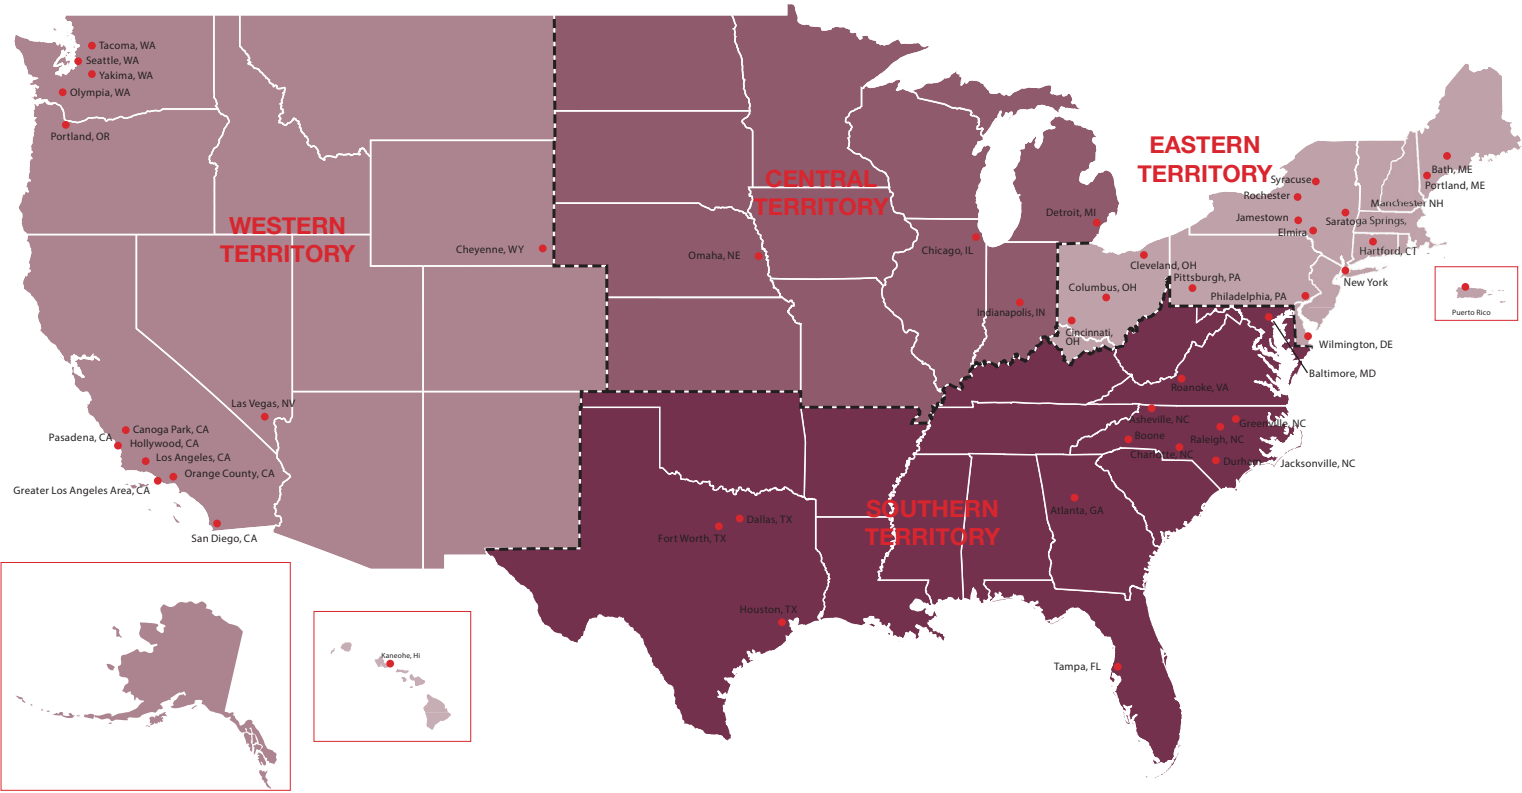 Tacoma, WA
Seattle, WA
Yakima, WA
Olympia, WA
Portland, OR
WESTERN
TERRITORY
Cheyenne, WY
Las Vegas, NV
Canoga Park, CA
Pasadena, CA
Hollywood, CA
Los Angeles, CA
Orange County, CA
Greater Los Angeles Area, CA
San Diego, CA
Kaneohe, Hi
CENTRAL
TERRITORY
Detroit, MI
Chicago, IL
Omaha, NE
Indianapolis, IN
EASTERN
TERRITORY
Bath, ME
Portland, ME
Syracuse
Rochester
Manchester NH
Jamestown
Saratoga Springs,
Elmira
Hartford, CT
Cleveland, OH
Pittsburgh, PA
New York
Columbus, OH
Philadelphia, PA
Cincinnati,
OH
Wilmington, DE
Puerto Rico
Baltimore, MD
Roanoke, VA
Asheville, NC
Greenville, NC
Boone
Raleigh, NC
Charlotte, NC
Durham
Jacksonville, NC
SOUTHERN
TERRITORY
Atlanta, GA
Dallas, TX
Fort Worth, TX
Houston, TX
Tampa, FL